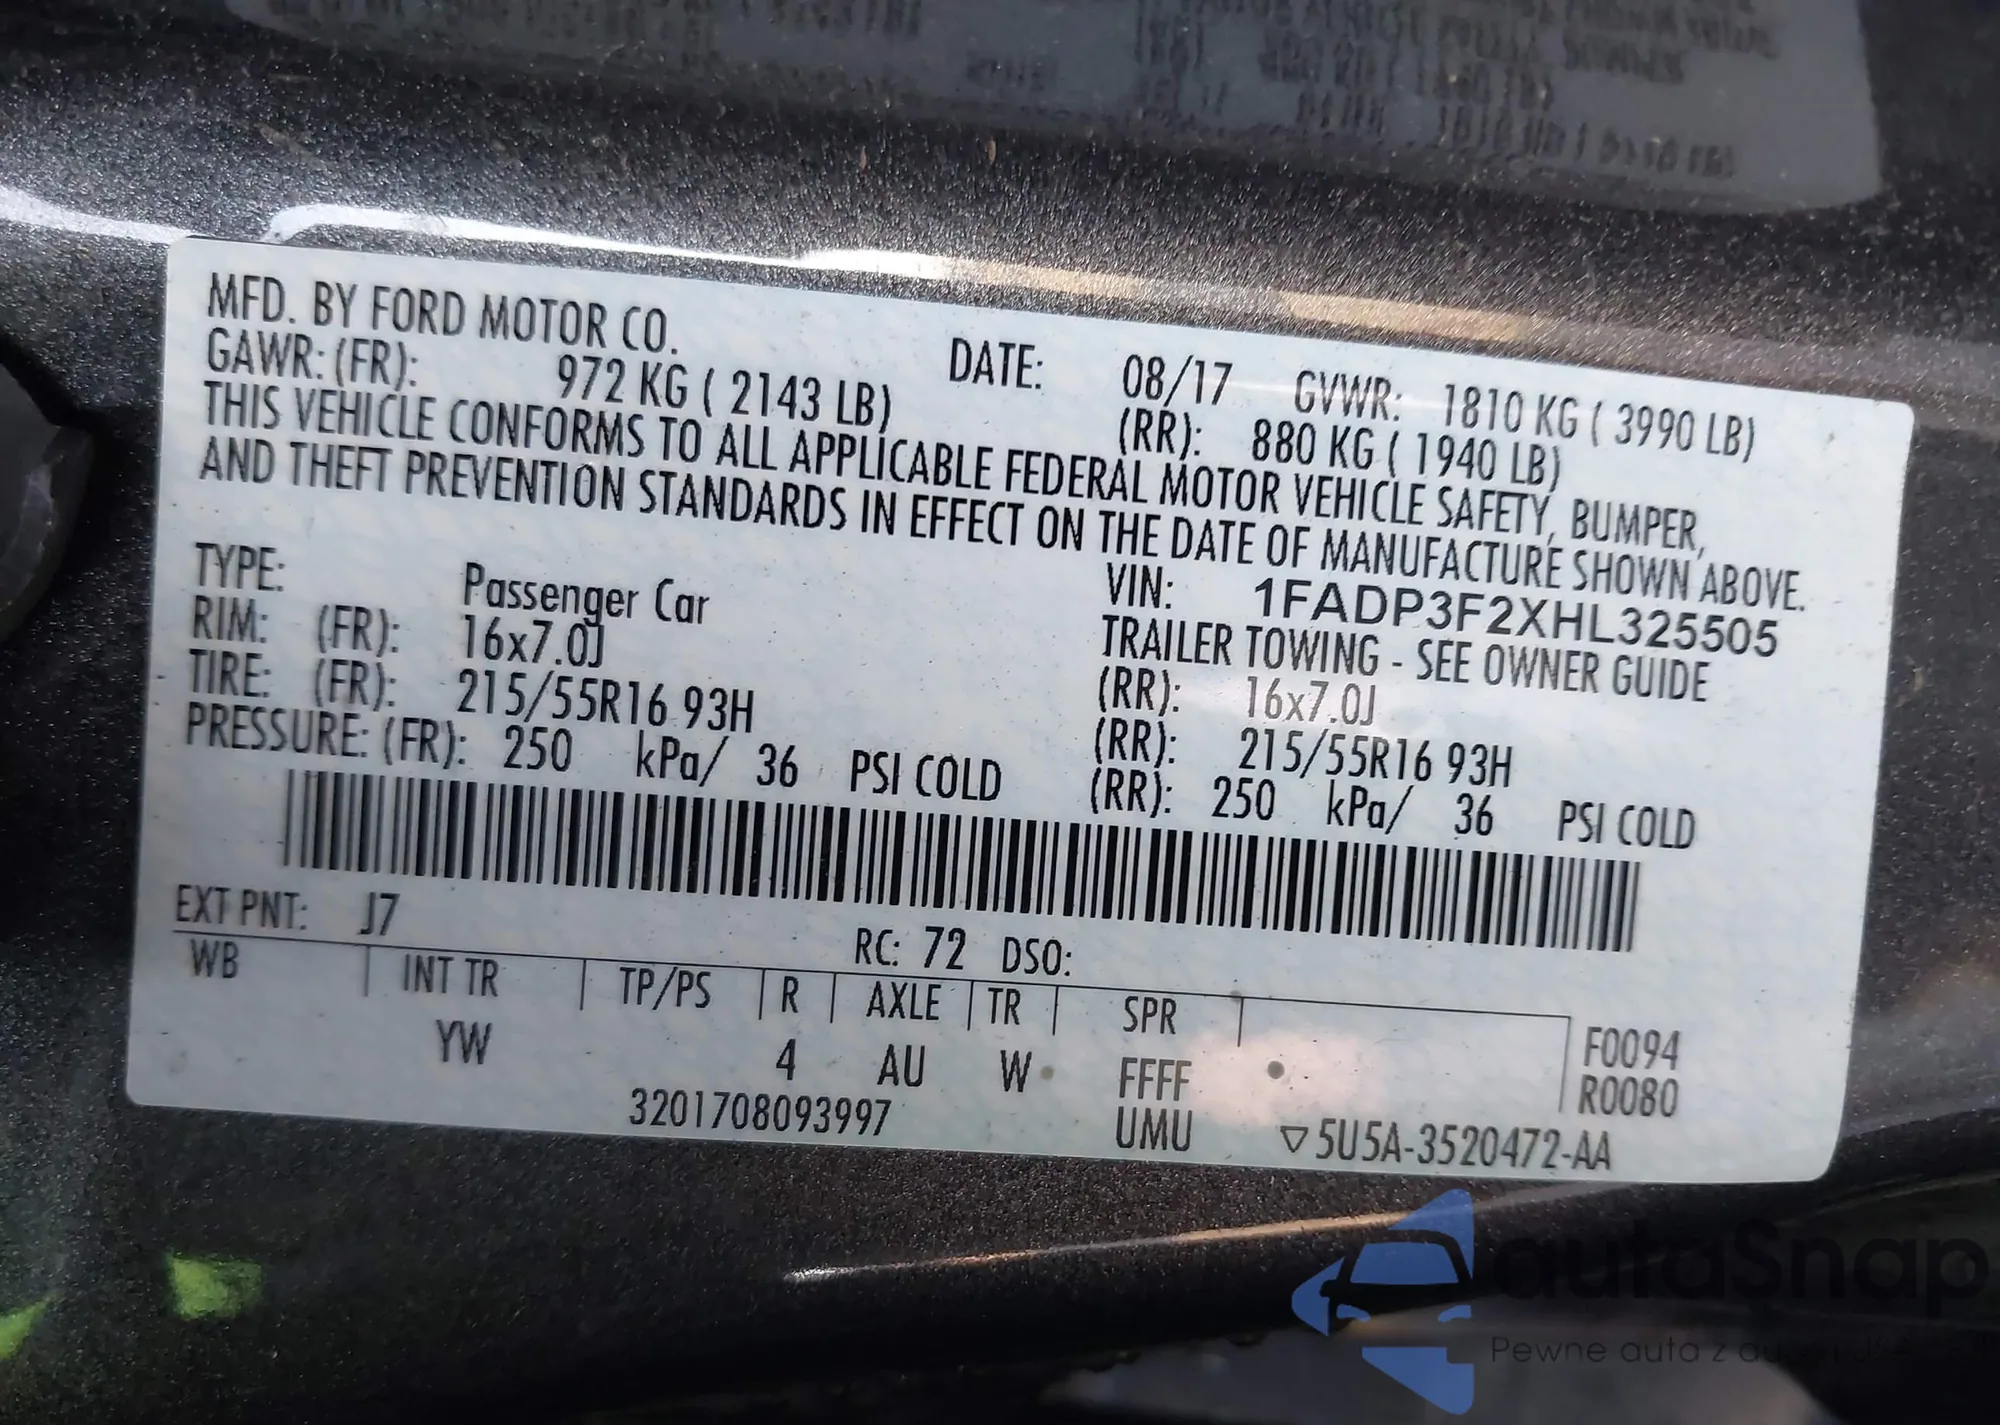 MFD. BY FORD MOTOR CO. DATE: 08/17 GVWR: 1810 KG ( 3990 LB)
GAWR: (FR): 972 KG ( 2143 LB) (RR): 880 KG ( 1940 LB)
THIS VEHICLE CONFORMS TO ALL APPLICABLE FEDERAL MOTOR VEHICLE SAFETY, BUMPER,
AND THEFT PREVENTION STANDARDS IN EFFECT ON THE DATE OF MANUFACTURE SHOWN ABOVE.
VIN: 1FADP3F2XHL325505
TYPE: Passenger Car TRAILER TOWING - SEE OWNER GUIDE
RIM: (FR): 16x7.0J (RR): 16x7.0J
TIRE: (FR): 215/55R16 93H (RR): 215/55R16 93H
PRESSURE: (FR): 250 kPa/ 36 PSI COLD (RR): 250 kPa/ 36 PSI COLD
EXT PNT: J7 RC: 72 DSO:
WB INT TR TP/PS R AXLE TR SPR F0094
YW 4 AU W FFFF R0080
3201708093997 UMU ▽5U5A-3520472-AA
autoSnap
Pewne auta z